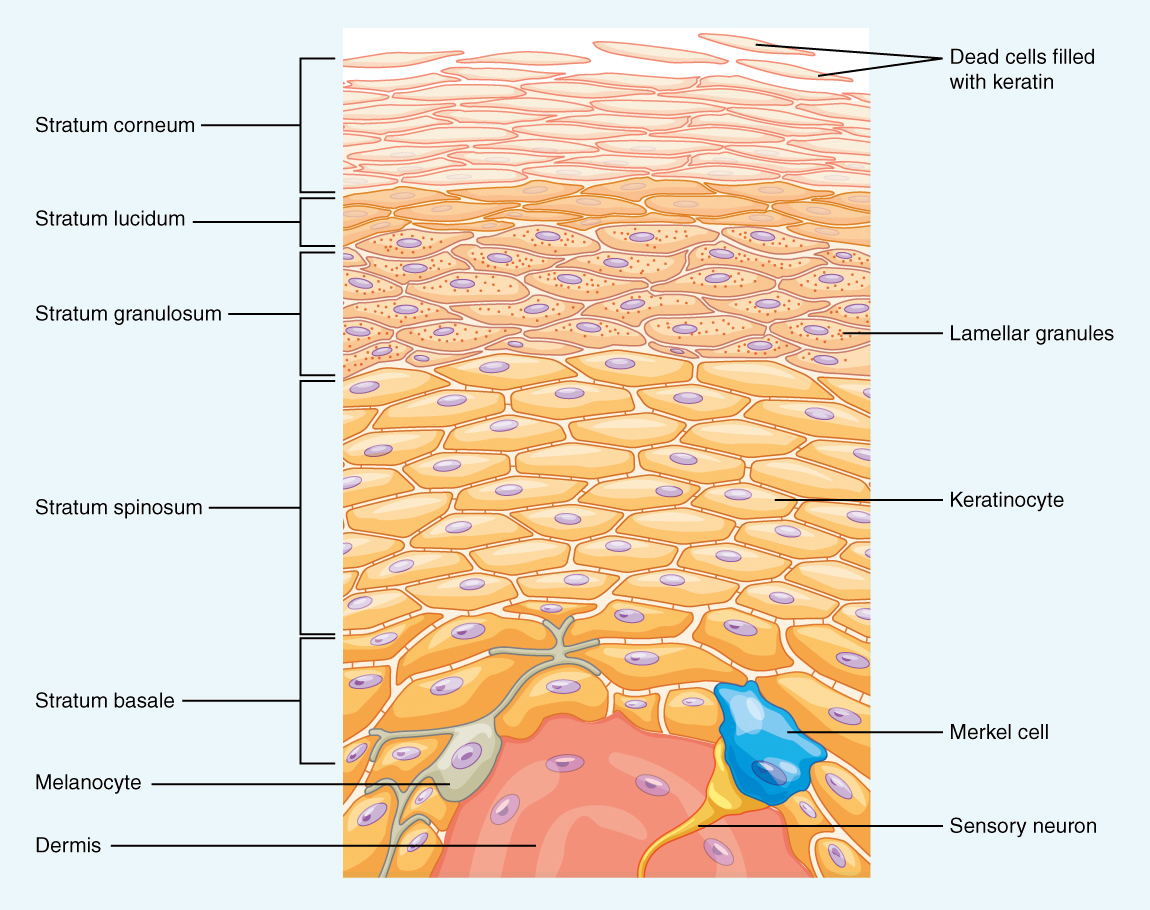 Stratum corneum
Stratum lucidum
Stratum granulosum
Stratum spinosum
Stratum basale
Melanocyte
Dermis
Dead cells filled
with keratin
Lamellar granules
Keratinocyte
Merkel cell
Sensory neuron